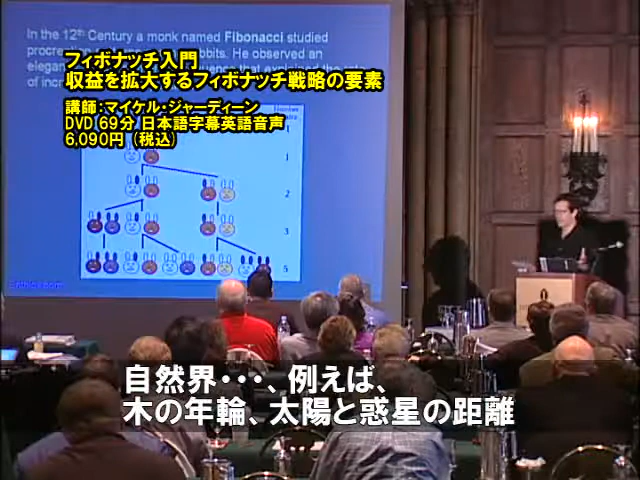 In the 12th Century a monk named Fibonacci studied
フィボナッチ入門
収益を拡大するフィボナッチ戦略の要素
講師：マイケル・ジャーディーン
DVD 69分 日本語字幕英語音声
6,090円 (税込)
1
2
3
5
自然界・・・、例えば、
木の年輪、太陽と惑星の距離